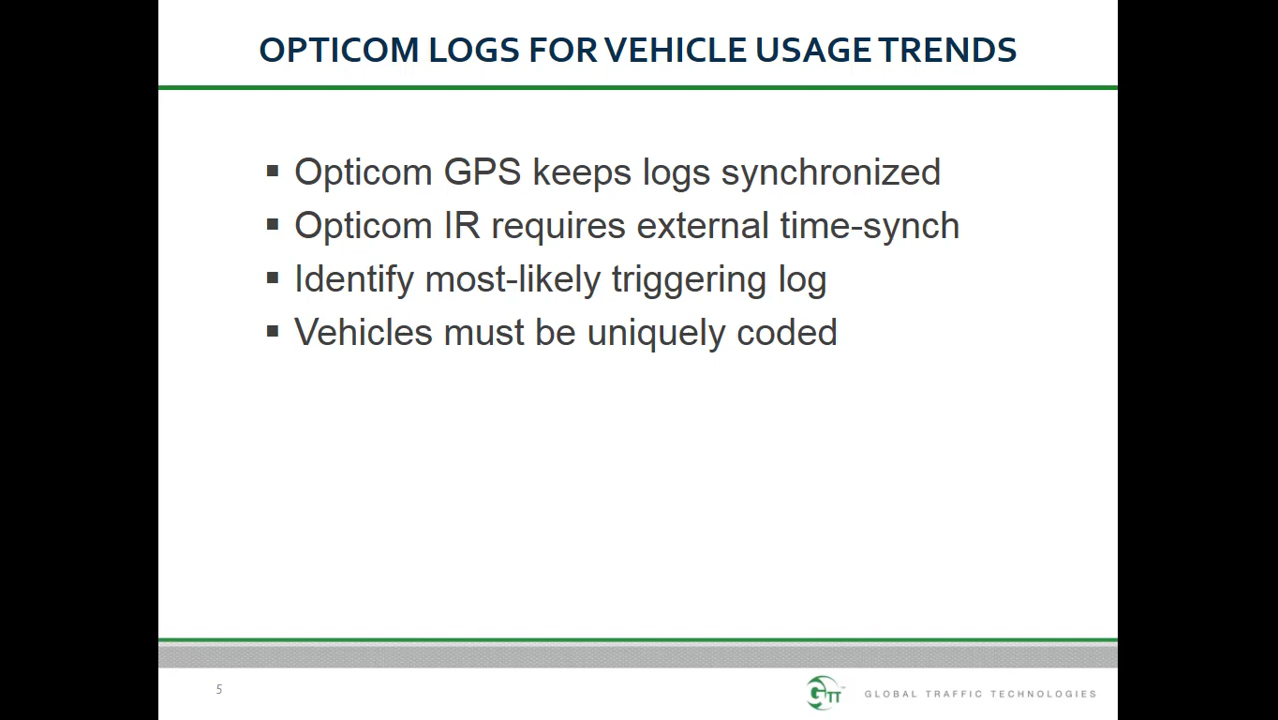 OPTICOM LOGS FOR VEHICLE USAGE TRENDS
▪ Opticom GPS keeps logs synchronized
▪ Opticom IR requires external time-synch
▪ Identify most-likely triggering log
▪ Vehicles must be uniquely coded
5
GTT™ GLOBAL TRAFFIC TECHNOLOGIES